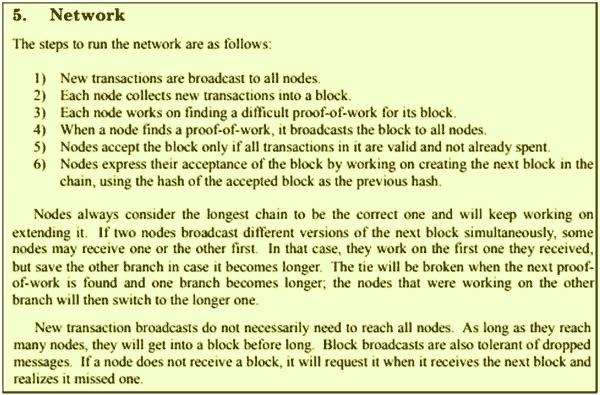 5. Network
The steps to run the network are as follows:
1) New transactions are broadcast to all nodes.
2) Each node collects new transactions into a block.
3) Each node works on finding a difficult proof-of-work for its block.
4) When a node finds a proof-of-work, it broadcasts the block to all nodes.
5) Nodes accept the block only if all transactions in it are valid and not already spent.
6) Nodes express their acceptance of the block by working on creating the next block in the
chain, using the hash of the accepted block as the previous hash.
Nodes always consider the longest chain to be the correct one and will keep working on
extending it. If two nodes broadcast different versions of the next block simultaneously, some
nodes may receive one or the other first. In that case, they work on the first one they received,
but save the other branch in case it becomes longer. The tie will be broken when the next proof-
of-work is found and one branch becomes longer; the nodes that were working on the other
branch will then switch to the longer one.
New transaction broadcasts do not necessarily need to reach all nodes. As long as they reach
many nodes, they will get into a block before long. Block broadcasts are also tolerant of dropped
messages. If a node does not receive a block, it will request it when it receives the next block and
realizes it missed one.